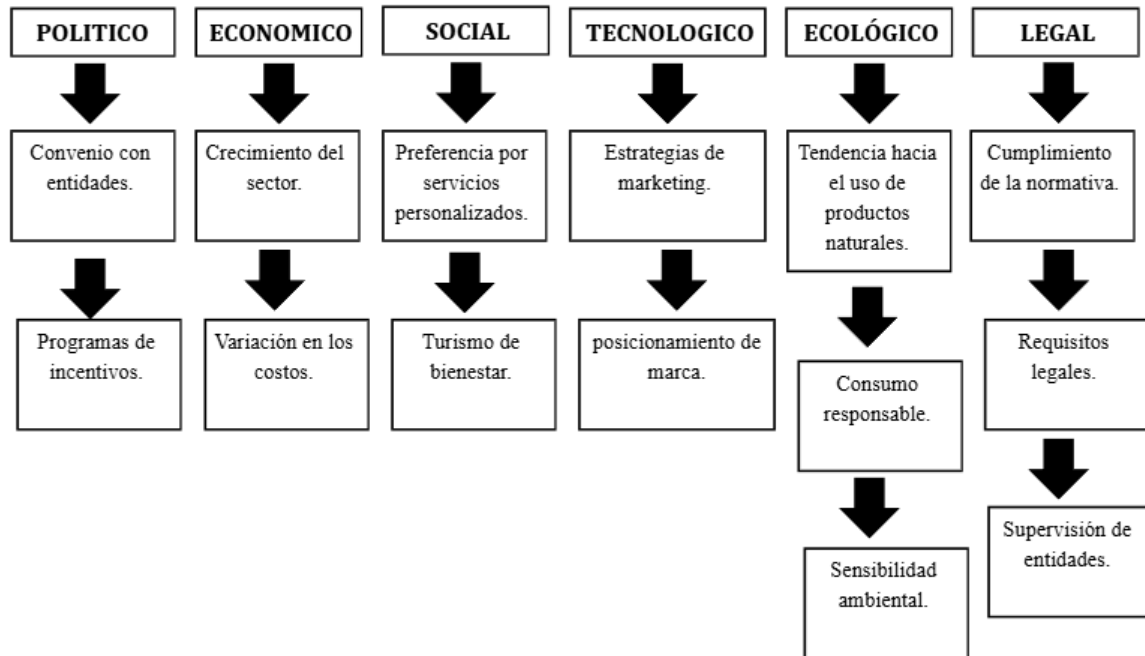 POLITICO
ECONOMICO
SOCIAL
TECNOLOGICO
ECOLÓGICO
LEGAL
Convenio con
entidades.
Crecimiento del
sector.
Preferencia por
servicios
personalizados.
Estrategias de
marketing.
Tendencia hacia
el uso de
productos
naturales.
Cumplimiento
de la normativa.
Programas de
incentivos.
Variación en los
costos.
Turismo de
bienestar.
posicionamiento de
marca.
Consumo
responsable.
Requisitos
legales.
Sensibilidad
ambiental.
Supervisión de
entidades.